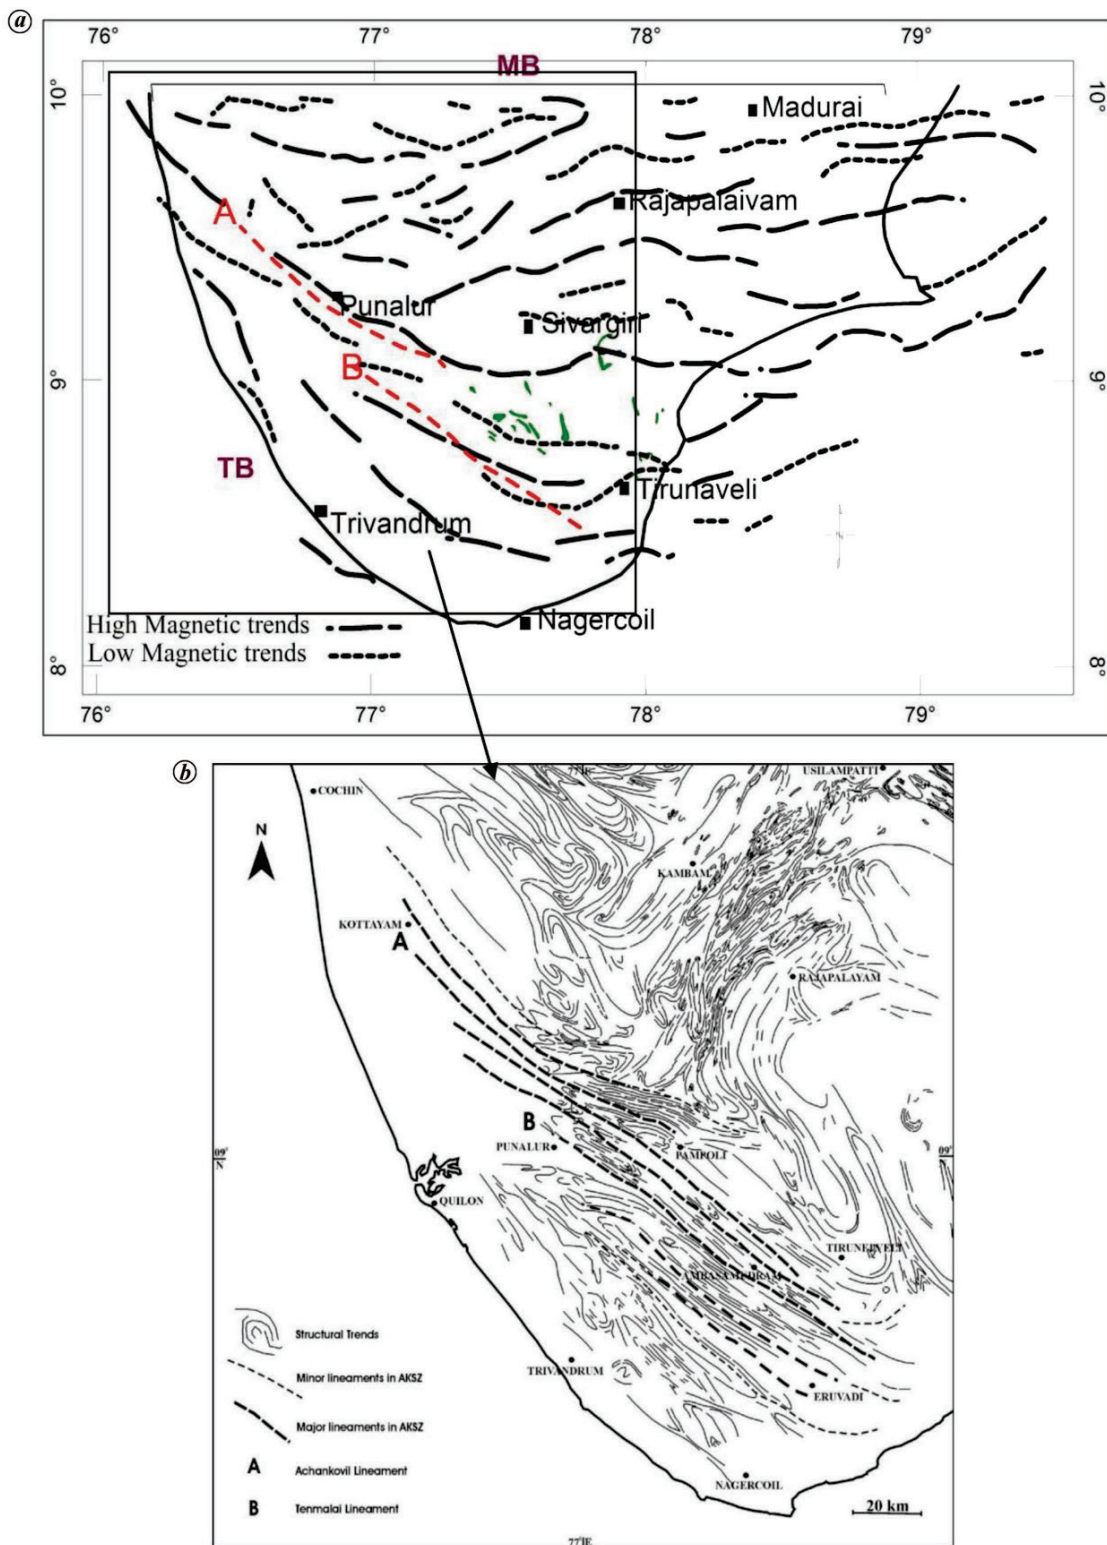 a
76° 77° 78° 79°
MB
10° 10°
Madurai
Rajapalaivam
A
Punalur
Sivargiri
B
9° 9°
TB
Tirunaveli
Trivandrum
Nagercoil
High Magnetic trends
Low Magnetic trends
8° 8°
76° 77° 78° 79°
b
77°E
USILAMPATTI
COCHIN
N
KAMBAM
KOTTAYAM
A
RAJAPALAYAM
B
PUNALUR
PAMPOLI
09° N
09° N
QUILON
TIRUNELVELI
AMBASAMUDRAM
Structural Trends
Minor lineaments in AKSZ
TRIVANDRUM
ERUVADI
Major lineaments in AKSZ
A Achankovil Lineament
NAGERCOIL
B Tenmalai Lineament
20 km
77°E